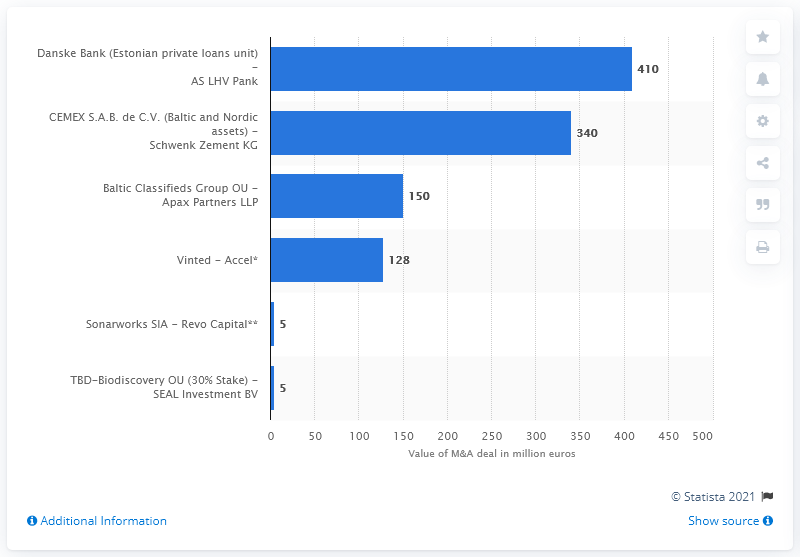 Danske Bank (Estonian private loans unit)
–
AS LHV Pank
410
CEMEX S.A.B. de C.V. (Baltic and Nordic
assets) –
Schwenk Zement KG
340
Baltic Classifieds Group OU –
Apax Partners LLP
150
Vinted – Accel*
128
Sonarworks SIA – Revo Capital**
5
TBD-Biodiscovery OU (30% Stake) –
SEAL Investment BV
5
0 50 100 150 200 250 300 350 400 450 500
Value of M&A deal in million euros
© Statista 2021
Additional Information
Show source